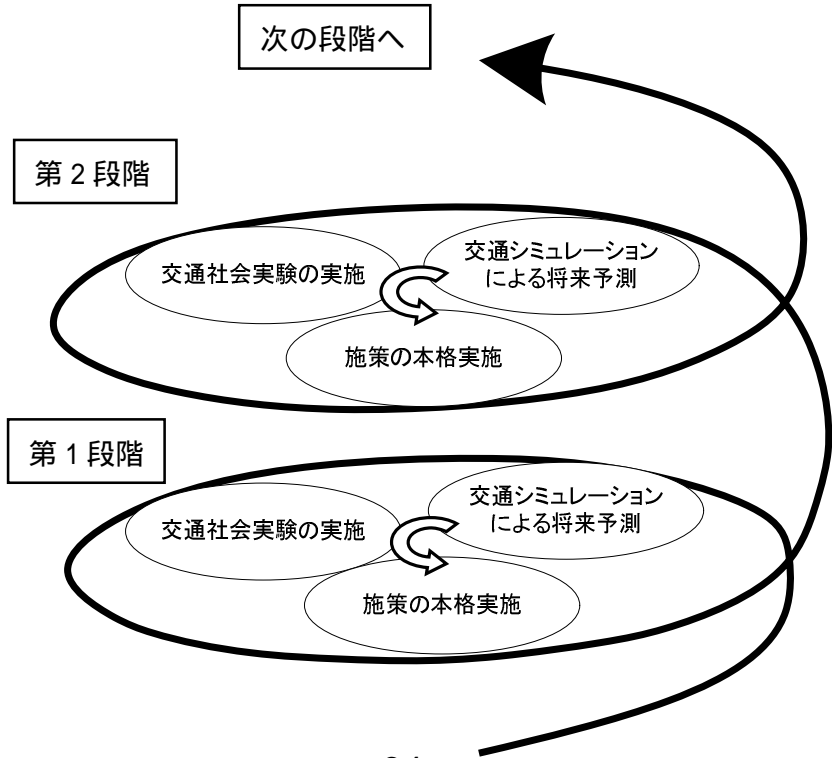 次の段階へ
第２段階
交通シミュレーション
による将来予測
交通社会実験の実施
施策の本格実施
第１段階
交通シミュレーション
による将来予測
交通社会実験の実施
施策の本格実施